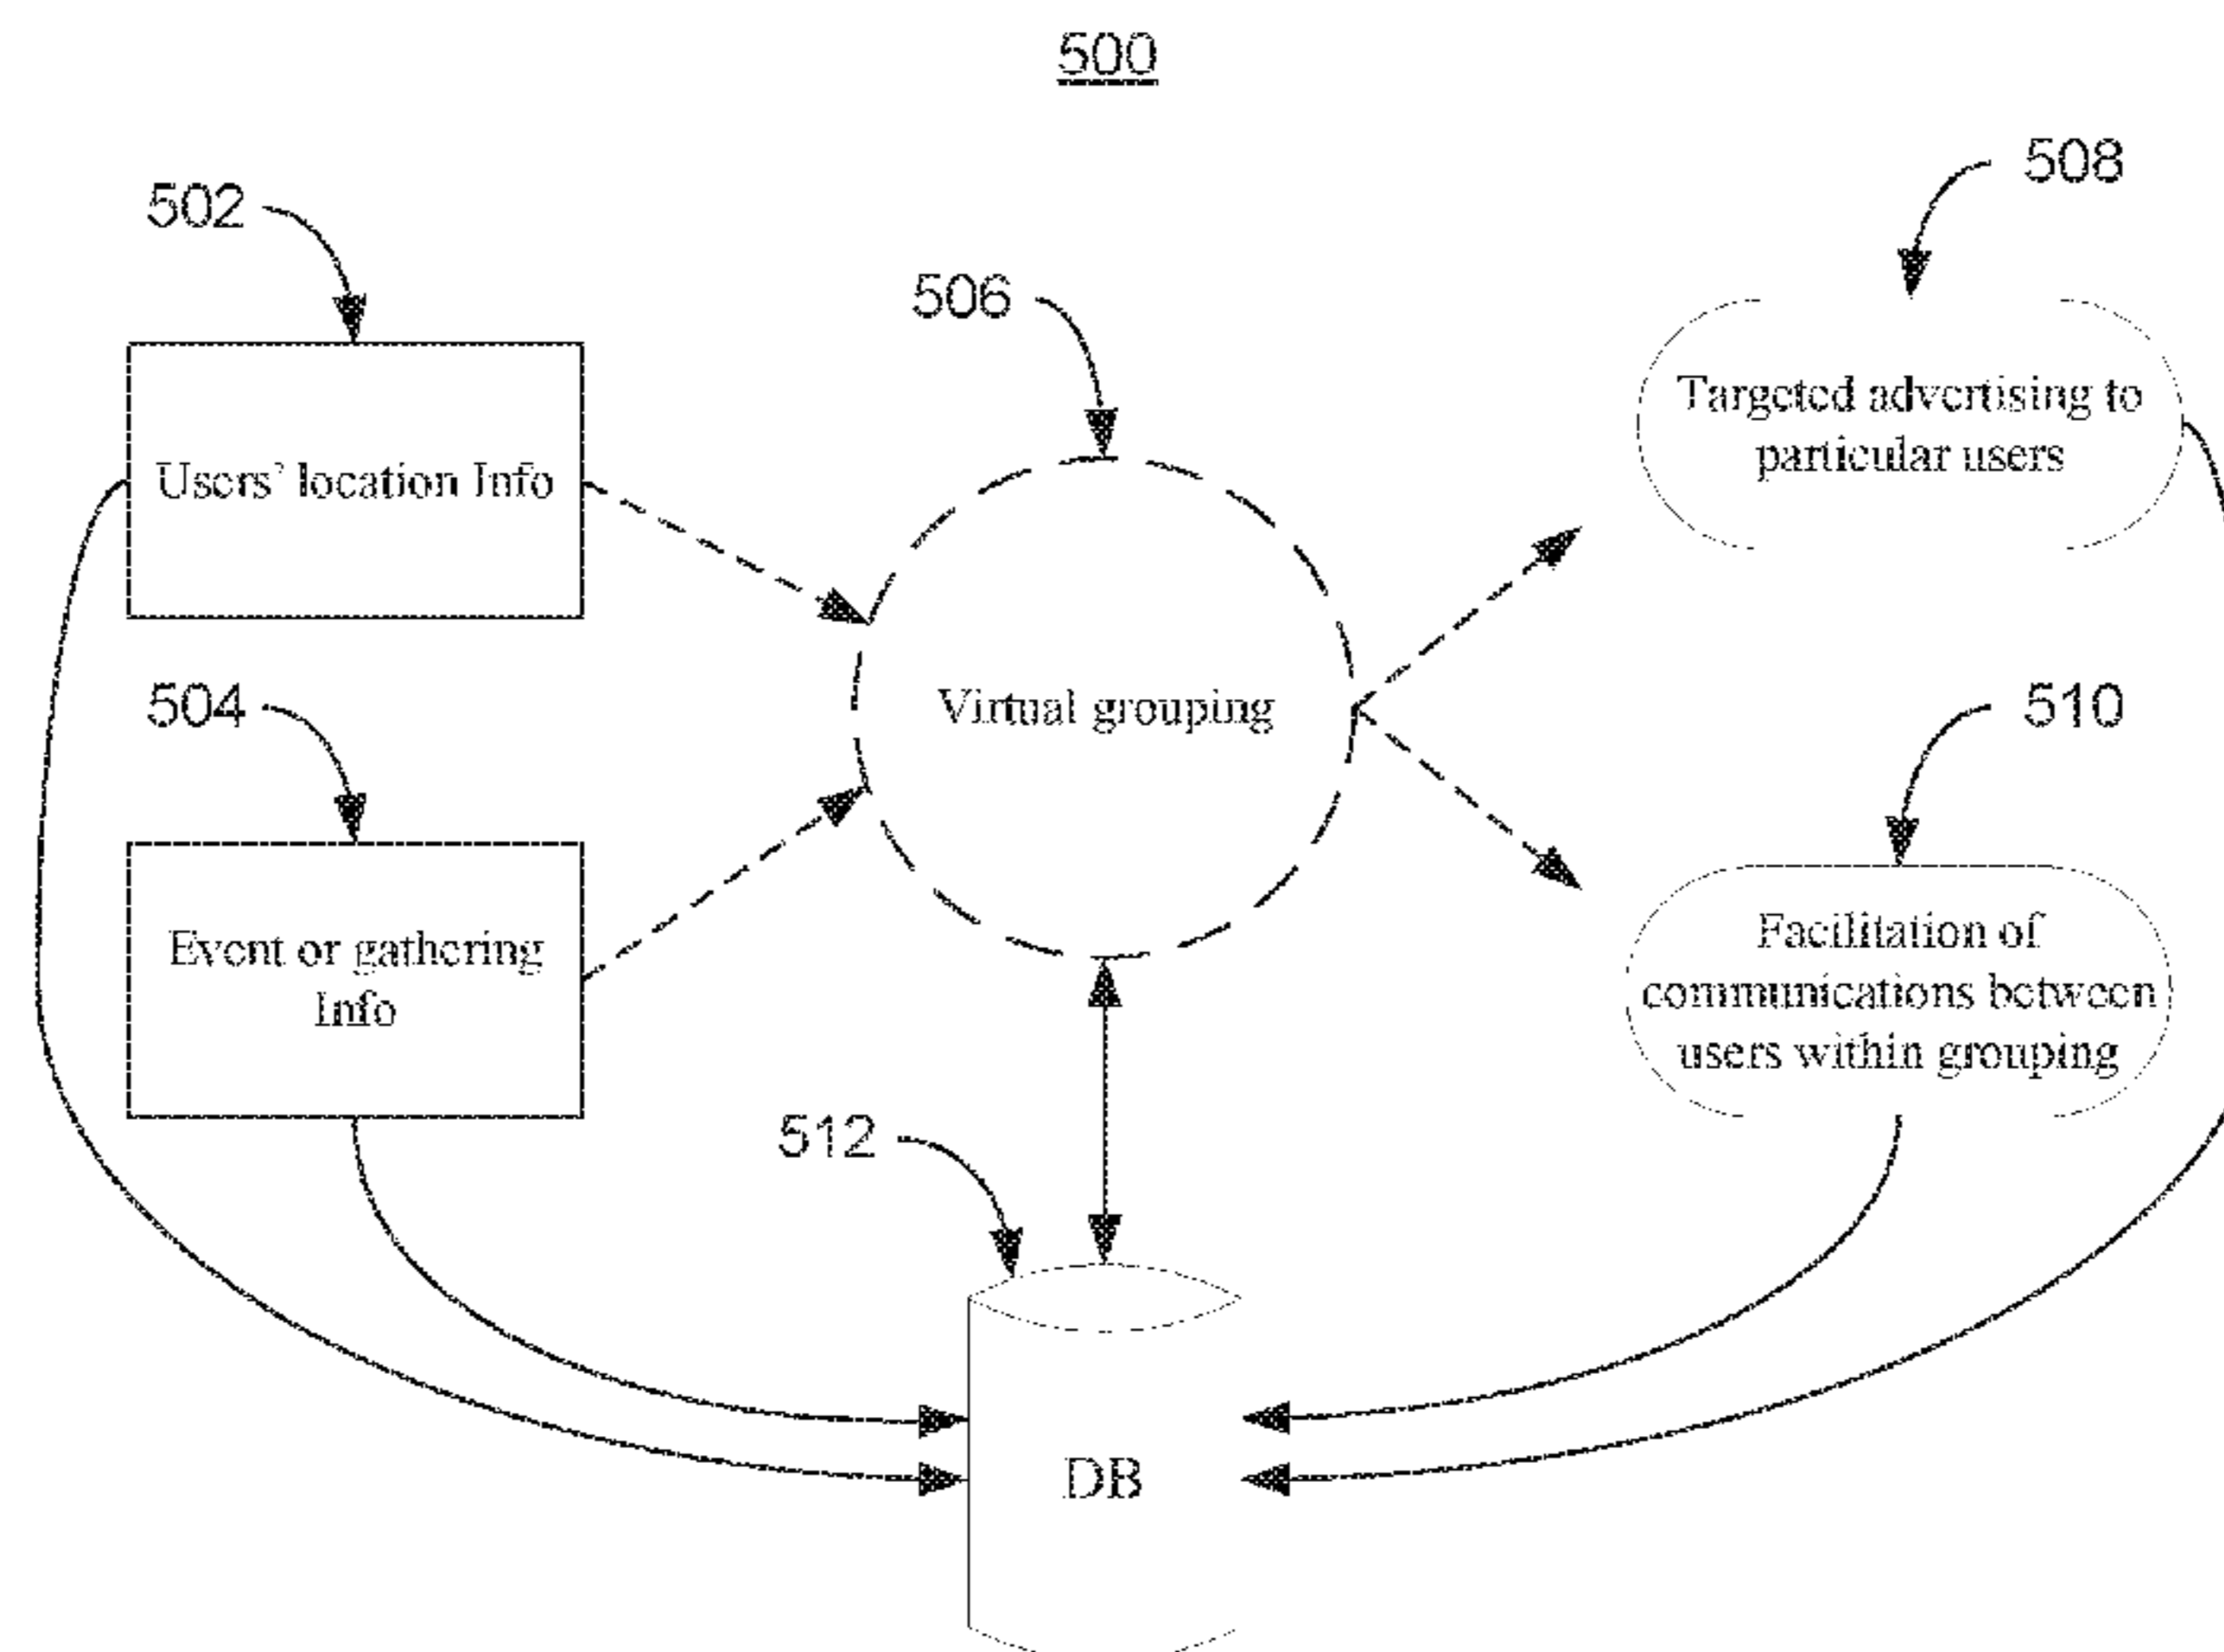 500
502
508
506
Users' location Info
Targeted advertising to
particular users
504
Virtual grouping
510
Event or gathering
Info
Facilitation of
communications between
users within grouping
512
DB